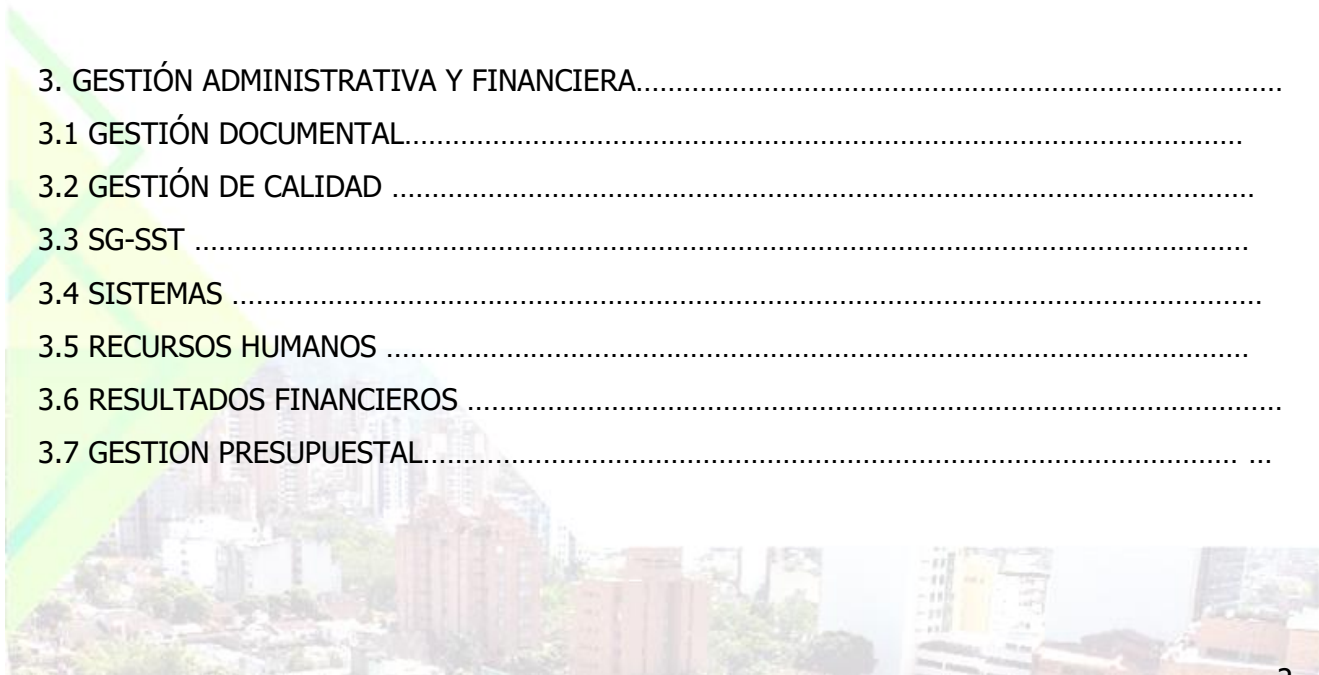 3. GESTIÓN ADMINISTRATIVA Y FINANCIERA……………………………………………………………………
3.1 GESTIÓN DOCUMENTAL…………………………………………………………………………………………
3.2 GESTIÓN DE CALIDAD ……………………………………………………………………………………………
3.3 SG-SST …………………………………………………………………………………………………………………
3.4 SISTEMAS ………………………………………………………………………………………………………………
3.5 RECURSOS HUMANOS ……………………………………………………………………………………………
3.6 RESULTADOS FINANCIEROS ………………………………………………………………………………………
3.7 GESTION PRESUPUESTAL……………………………………………………………………………………… …